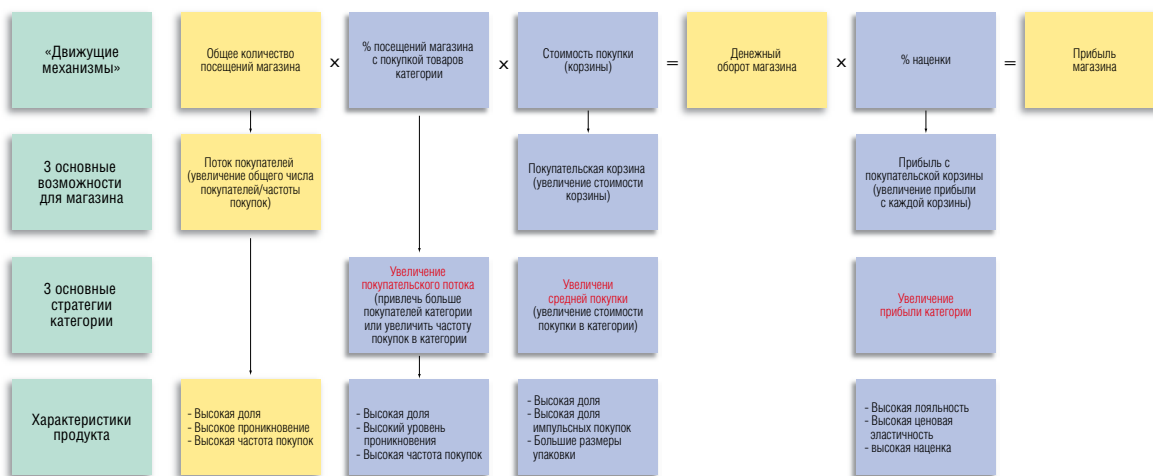 «Движущие
механизмы»
Общее количество
посещений магазина
×
% посещений магазина
с покупкой товаров
категории
×
Стоимость покупки
(корзины)
=
Денежный
оборот магазина
×
% наценки
=
Прибыль
магазина
3 основные
возможности
для магазина
Поток покупателей
(увеличение общего числа
покупателей/частоты
покупок)
Покупательская корзина
(увеличение стоимости
корзины)
Прибыль с
покупательской корзины
(увеличение прибыли
с каждой корзины)
3 основные
стратегии
категории
Увеличение
покупательского потока
(привлечь больше
покупателей категории
или увеличить частоту
покупок в категории
Увеличени
средней покупки
(увеличение стоимости
покупки в категории)
Увеличение
прибыли категории
Характеристики
продукта
- Высокая доля
- Высокое проникновение
- Высокая частота покупок
- Высокая доля
- Высокий уровень
проникновения
- Высокая частота покупок
- Высокая доля
- Высокая доля
импульсных покупок
- Большие размеры
упаковки
- Высокая лояльность
- Высокая ценовая
эластичность
- высокая наценка